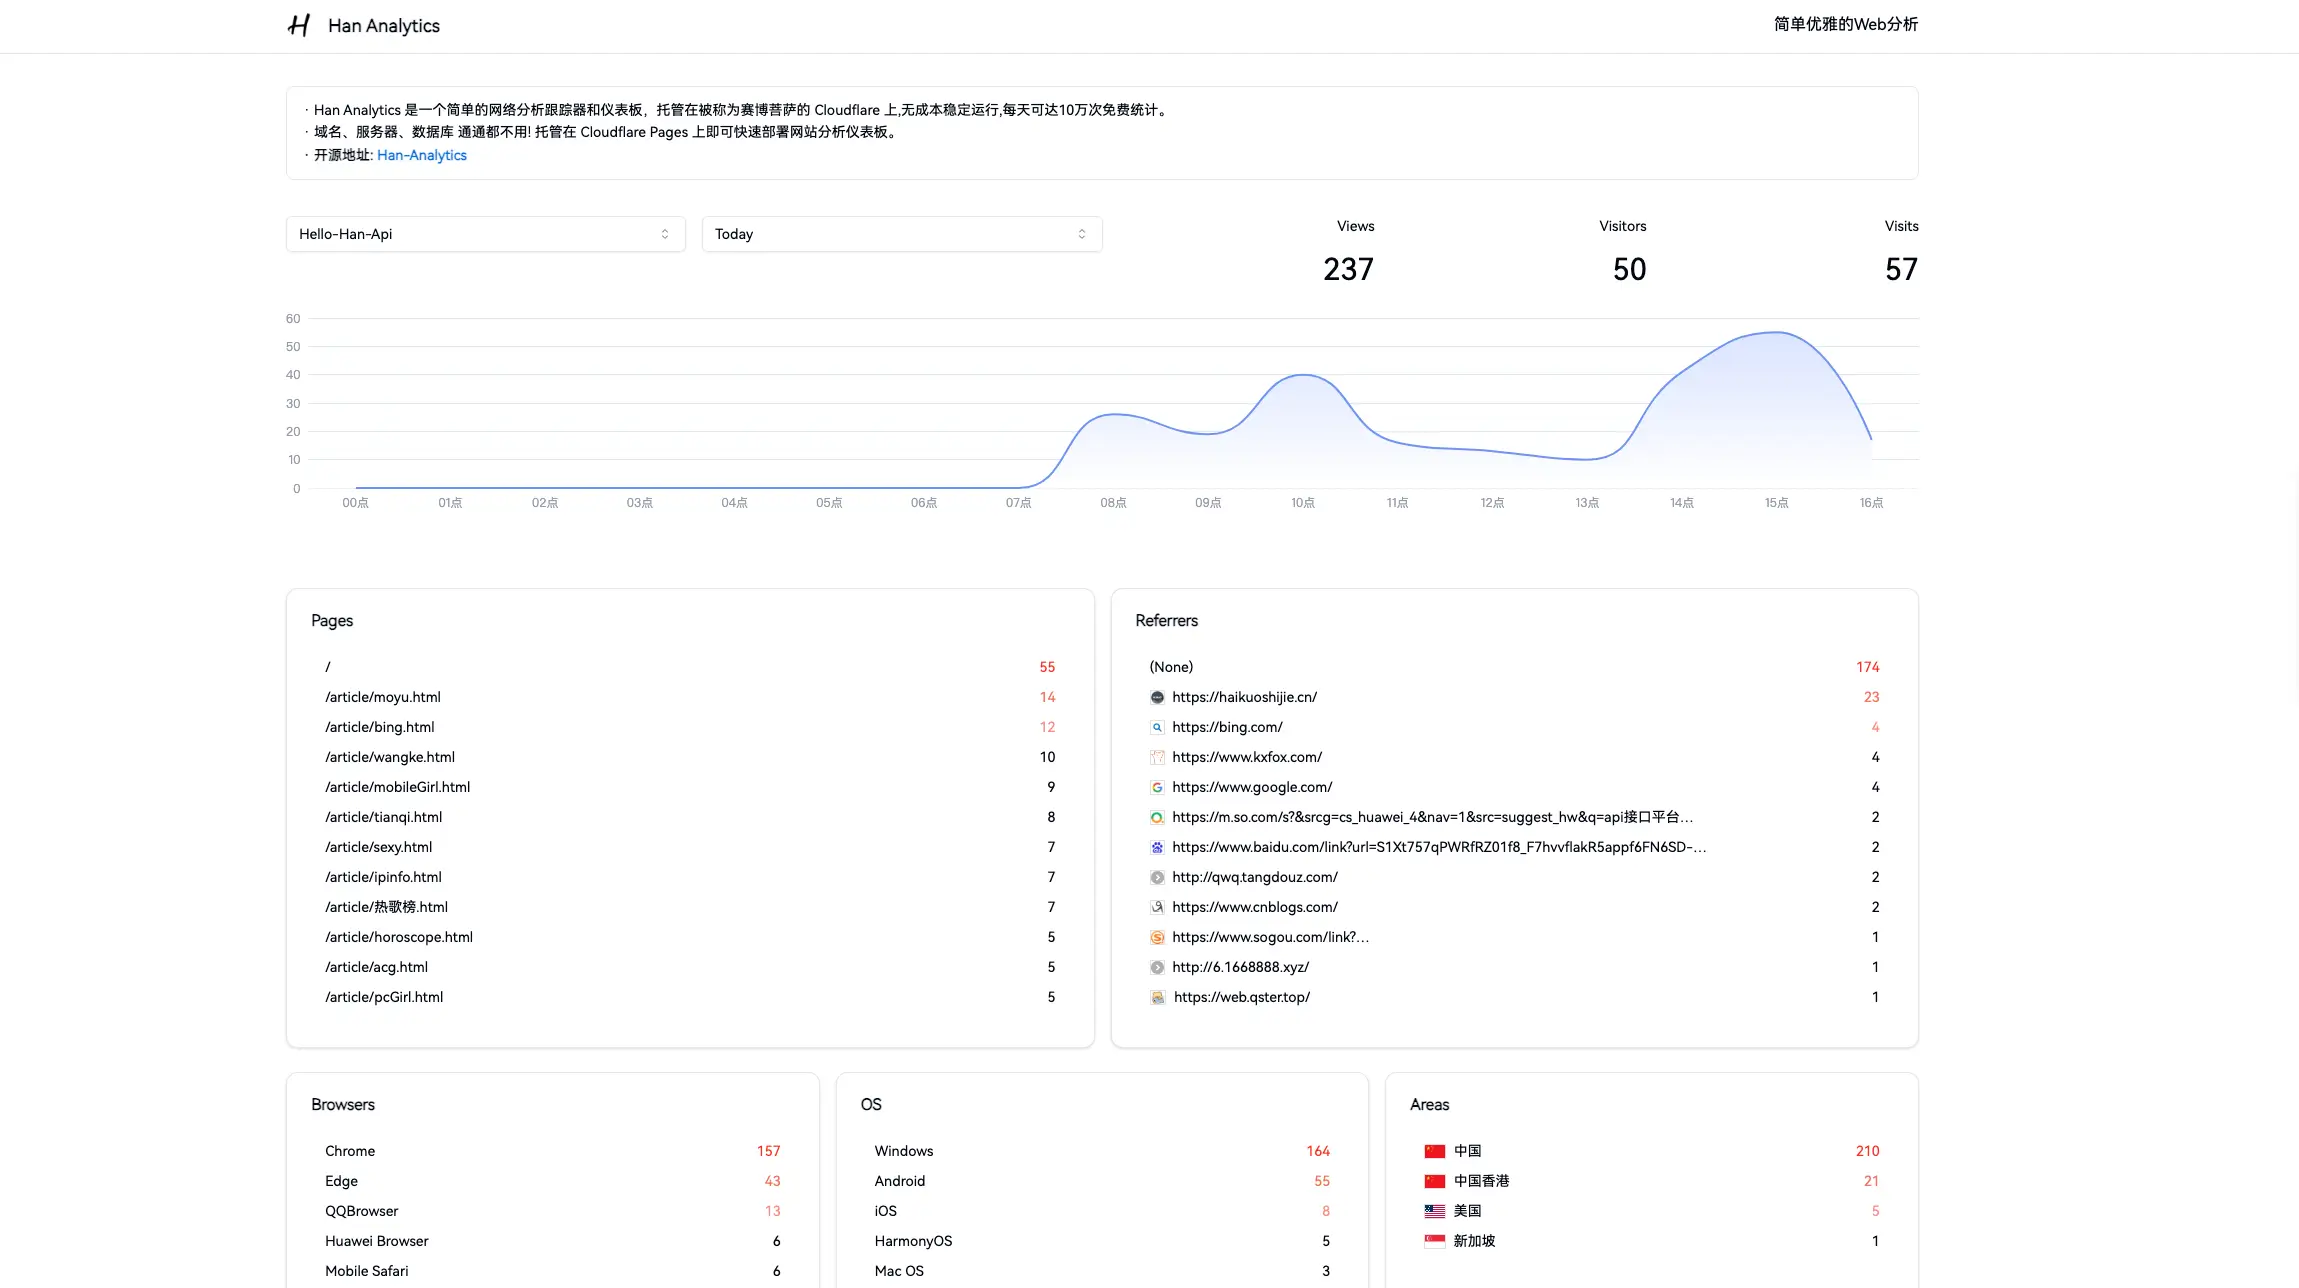 Han Analytics
简单优雅的Web分析
· Han Analytics 是一个简单的网络分析跟踪器和仪表板，托管在被称为赛博菩萨的 Cloudflare 上,无成本稳定运行,每天可达10万次免费统计。
· 域名、服务器、数据库 通通都不用! 托管在 Cloudflare Pages 上即可快速部署网站分析仪表板。
· 开源地址: Han-Analytics
Hello-Han-Api
Today
Views
Visitors
Visits
237
50
57
60
50
40
30
20
10
0
00点 01点 02点 03点 04点 05点 06点 07点 08点 09点 10点 11点 12点 13点 14点 15点 16点
Pages
/ 55
/article/moyu.html 14
/article/bing.html 12
/article/wangke.html 10
/article/mobileGirl.html 9
/article/tianqi.html 8
/article/sexy.html 7
/article/ipinfo.html 7
/article/热歌榜.html 7
/article/horoscope.html 5
/article/acg.html 5
/article/pcGirl.html 5
Referrers
(None) 174
https://haikuoshijie.cn/ 23
https://bing.com/ 4
https://www.kxfox.com/ 4
https://www.google.com/ 4
https://m.so.com/s?&srcg=cs_huawei_4&nav=1&src=suggest_hw&q=api接口平台... 2
https://www.baidu.com/link?url=S1Xt757qPWRfRZ01f8_F7hvvflakR5appf6FN6SD-... 2
http://qwq.tangdouz.com/ 2
https://www.cnblogs.com/ 2
https://www.sogou.com/link?... 1
http://6.1668888.xyz/ 1
https://web.qster.top/ 1
Browsers
Chrome 157
Edge 43
QQBrowser 13
Huawei Browser 6
Mobile Safari 6
OS
Windows 164
Android 55
iOS 8
HarmonyOS 5
Mac OS 3
Areas
中国 210
中国香港 21
美国 5
新加坡 1